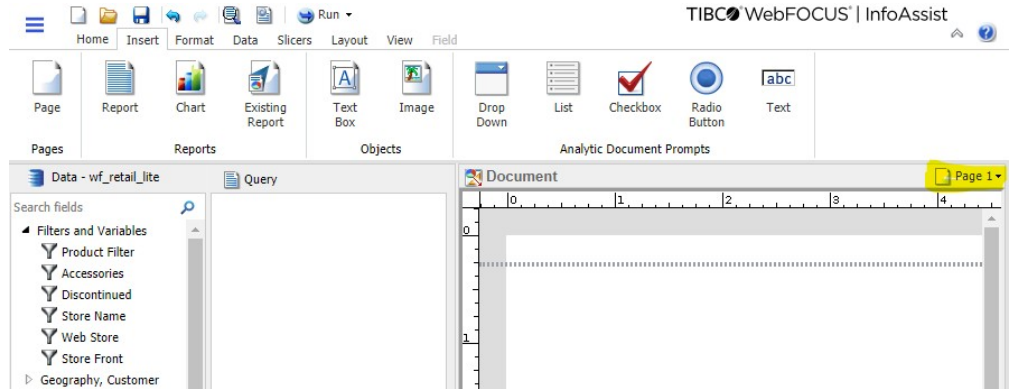 Run
TIBCO WebFOCUS | InfoAssist
Home Insert Format Data Slicers Layout View Field
Page
Report
Chart
Existing
Report
A
Text
Box
Image
Drop
Down
List
Checkbox
Radio
Button
abc
Text
Pages
Reports
Objects
Analytic Document Prompts
Data - wf_retail_lite
Query
Document
Page 1
Search fields
0 1 2 3 4
Filters and Variables
0
Product Filter
Accessories
Discontinued
Store Name
Web Store
1
Store Front
Geography, Customer